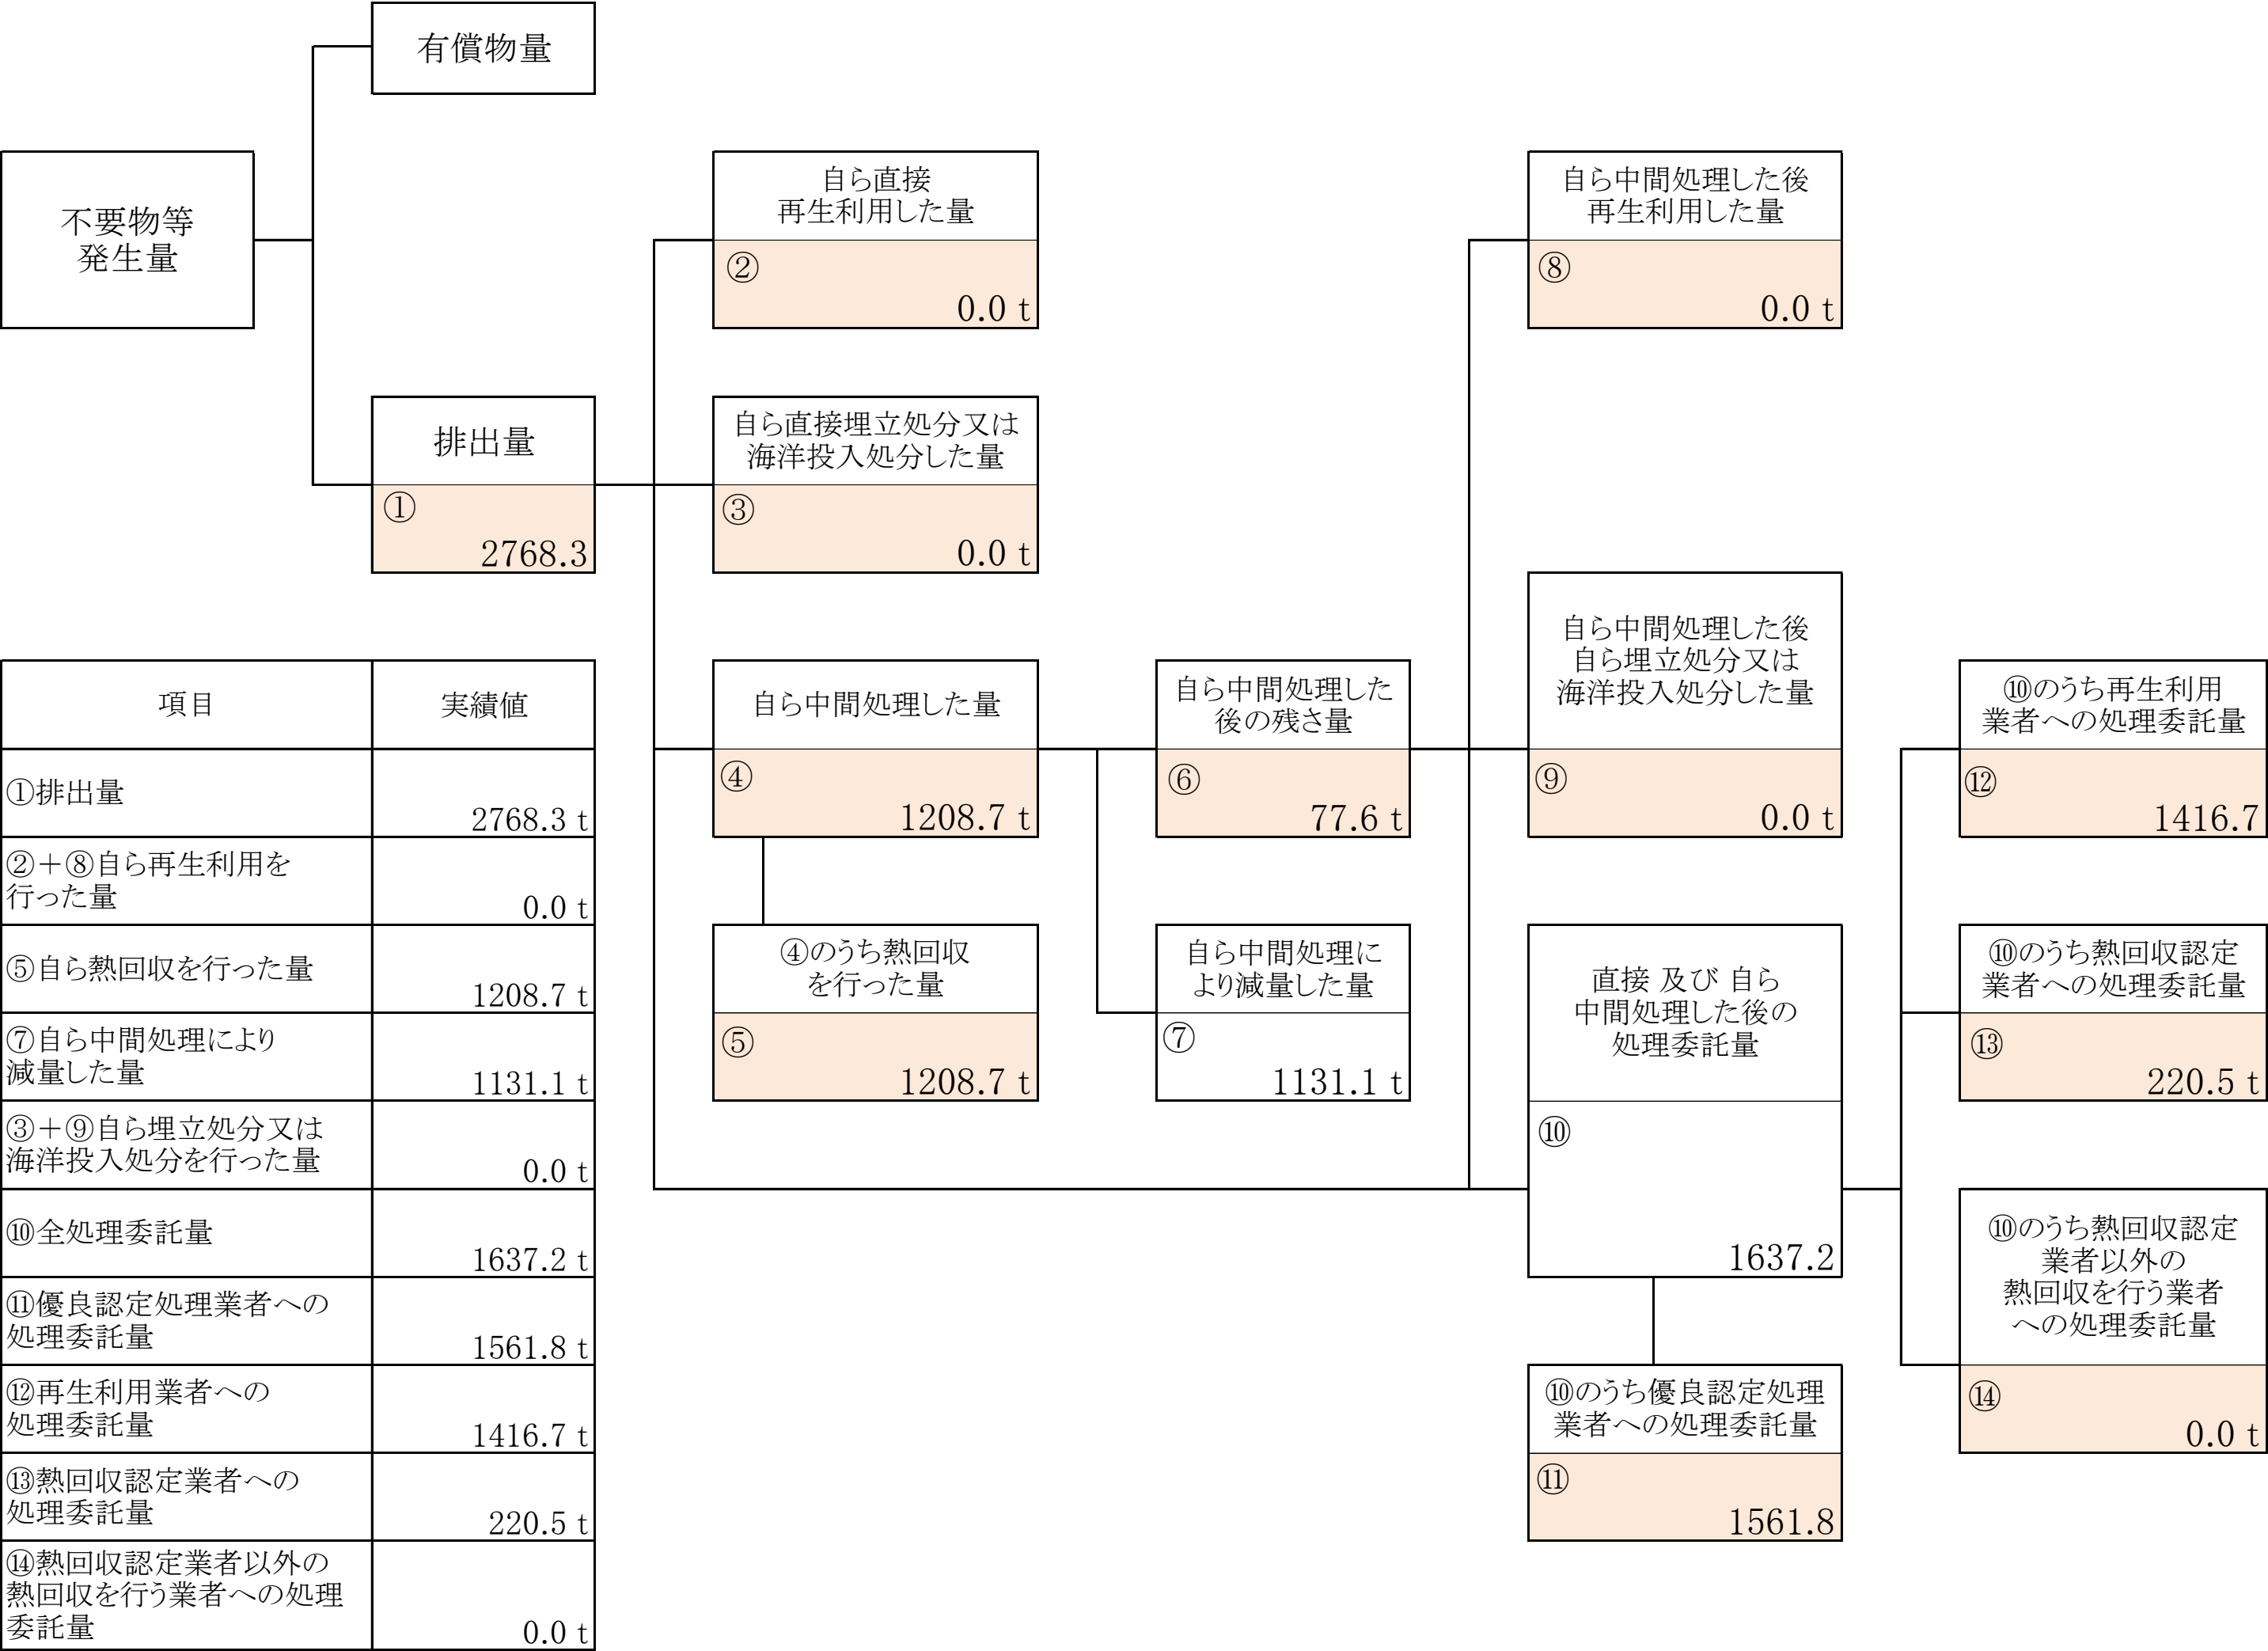 有償物量
不要物等
発生量
自ら直接
再生利用した量
②
0.0 t
自ら中間処理した後
再生利用した量
⑧
0.0 t
排出量
①
2768.3
自ら直接埋立処分又は
海洋投入処分した量
③
0.0 t
自ら中間処理した量
④
1208.7 t
自ら中間処理した
後の残さ量
⑥
77.6 t
自ら中間処理した後
自ら埋立処分又は
海洋投入処分した量
⑨
0.0 t
⑩のうち再生利用
業者への処理委託量
⑫
1416.7
④のうち熱回収
を行った量
⑤
1208.7 t
自ら中間処理に
より減量した量
⑦
1131.1 t
直接 及び 自ら
中間処理した後の
処理委託量
⑩
1637.2
⑩のうち熱回収認定
業者への処理委託量
⑬
220.5 t
⑩のうち熱回収認定
業者以外の
熱回収を行う業者
への処理委託量
⑭
0.0 t
⑩のうち優良認定処理
業者への処理委託量
⑪
1561.8
項目
実績値
①排出量
2768.3 t
②＋⑧自ら再生利用を
行った量
0.0 t
⑤自ら熱回収を行った量
1208.7 t
⑦自ら中間処理により
減量した量
1131.1 t
③＋⑨自ら埋立処分又は
海洋投入処分を行った量
0.0 t
⑩全処理委託量
1637.2 t
⑪優良認定処理業者への
処理委託量
1561.8 t
⑫再生利用業者への
処理委託量
1416.7 t
⑬熱回収認定業者への
処理委託量
220.5 t
⑭熱回収認定業者以外の
熱回収を行う業者への処理
委託量
0.0 t